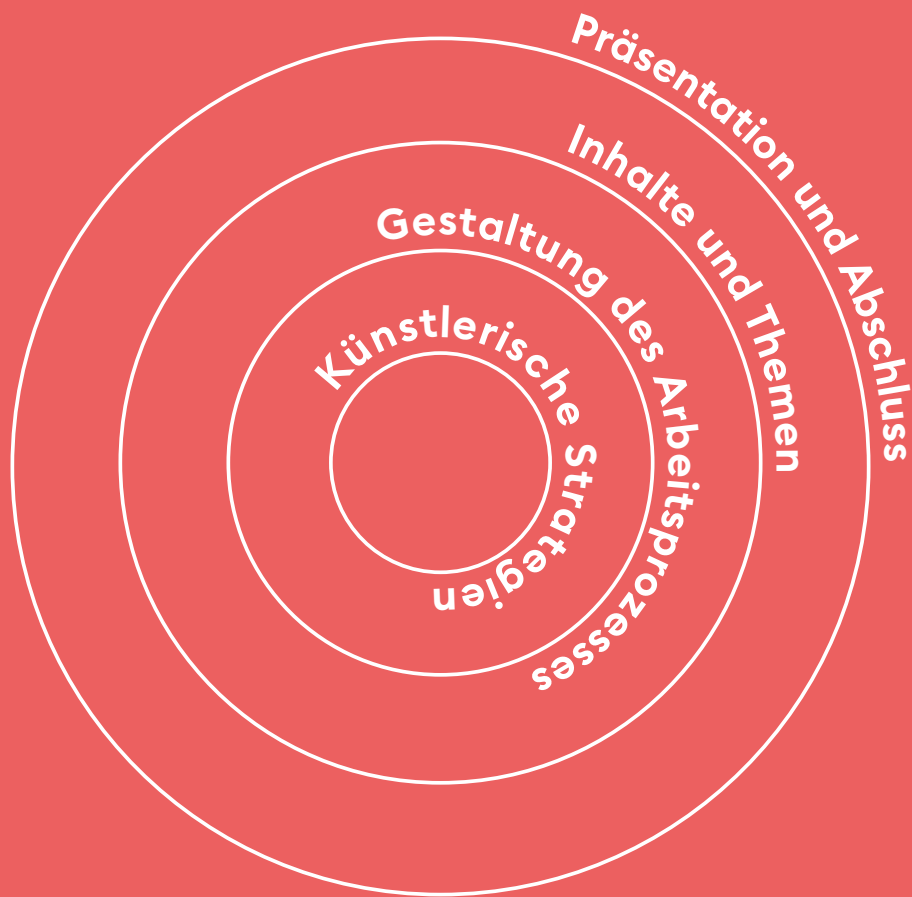 Präsentation und Abschluss
Inhalte und Themen
Gestaltung des Arbeitsprozesses
Künstlerische Strategien